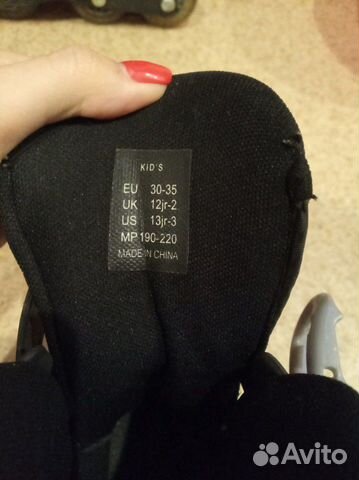 KID'S
EU 30-35
UK 12jr-2
US 13jr-3
MP 190-220
MADE IN CHINA
Avito